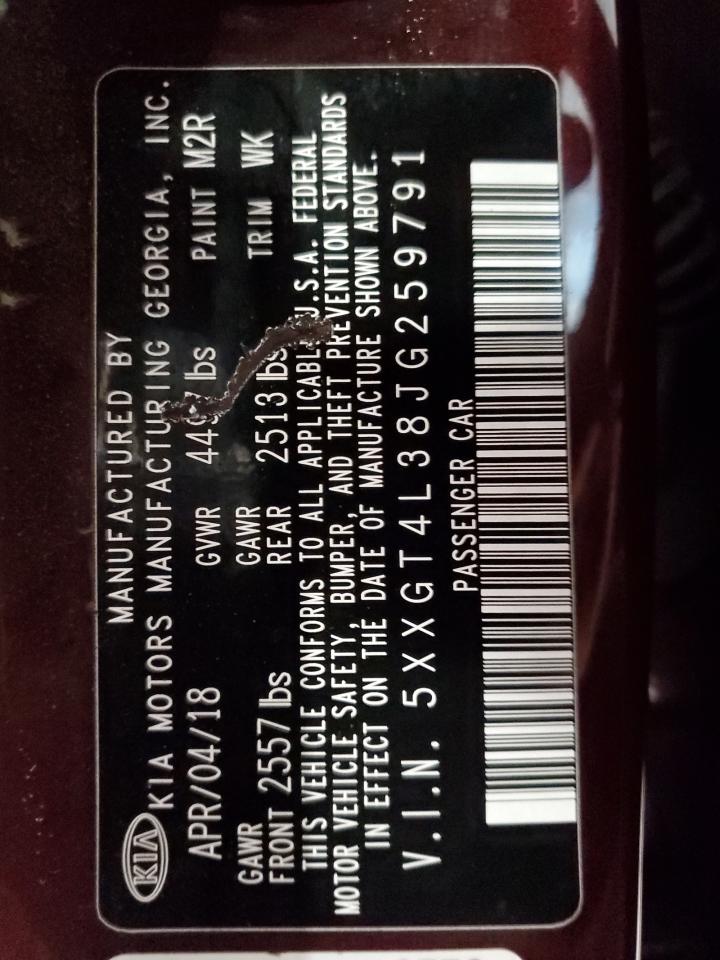 KIA
MANUFACTURED BY
KIA MOTORS MANUFACTURING GEORGIA, INC.
APR/04/18 GVWR lbs PAINT M2R
GAWR FRONT 2557 lbs GAWR REAR 2513 lbs TRIM WK
THIS VEHICLE CONFORMS TO ALL APPLICABLE U.S.A. FEDERAL
MOTOR VEHICLE SAFETY, BUMPER, AND THEFT PREVENTION STANDARDS
IN EFFECT ON THE DATE OF MANUFACTURE SHOWN ABOVE.
V.I.N. 5XXGT4L38JG259791
PASSENGER CAR